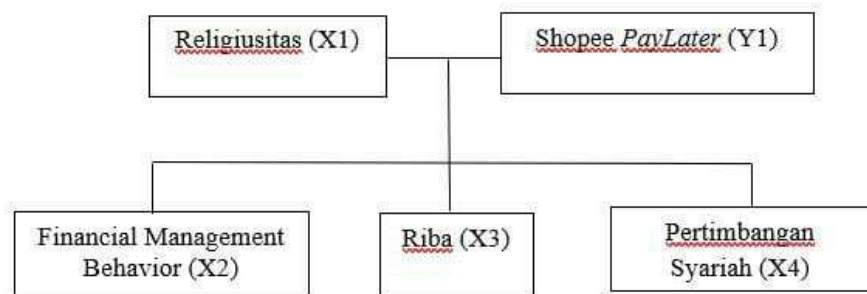 Religiusitas (X1)
Shopee PayLater (Y1)
Financial Management
Behavior (X2)
Riba (X3)
Pertimbangan
Syariah (X4)